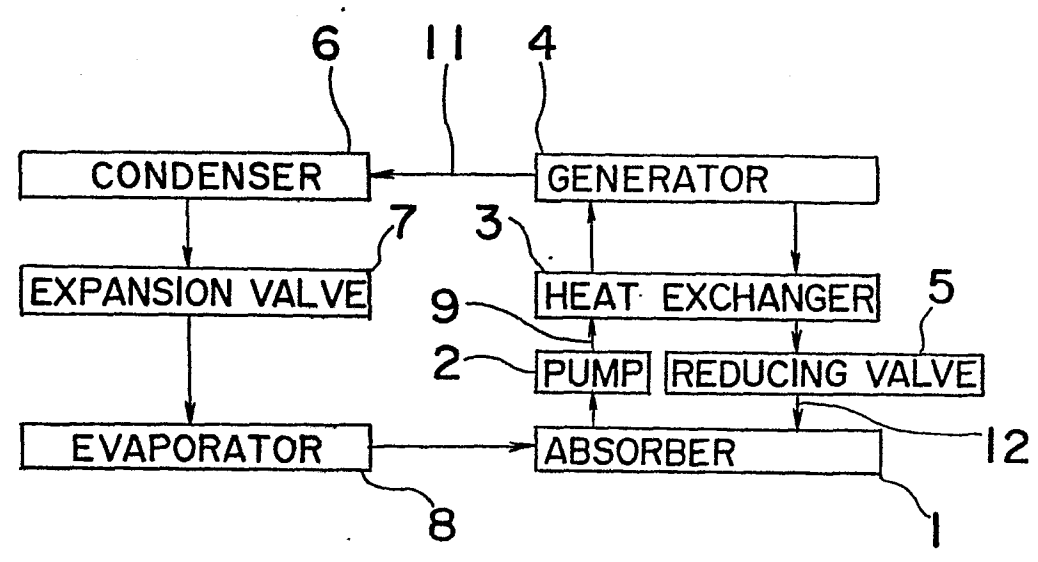 6 11 4
CONDENSER GENERATOR
7 3
EXPANSION VALVE HEAT EXCHANGER 5
9
2 PUMP REDUCING VALVE
EVAPORATOR ABSORBER 12
8 1